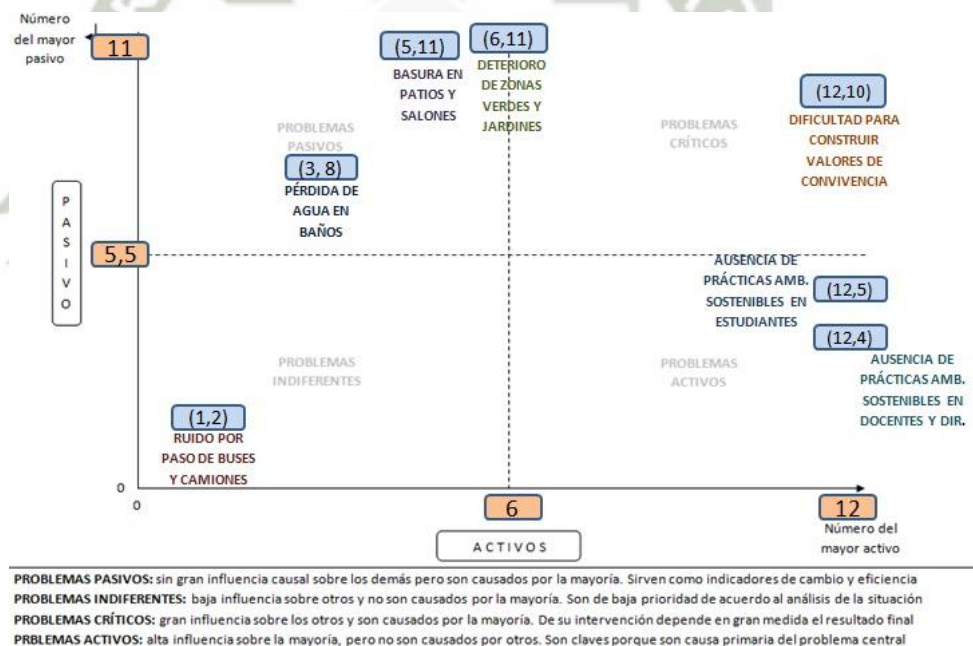 Número
del mayor
pasivo
11
(5,11)
BASURA EN
PATIOS Y
SALONES
(6,11)
DETERIORO
DE ZONAS
VERDES Y
JARDINES
(12,10)
DIFICULTAD PARA
CONSTRUIR
VALORES DE
CONVIVENCIA
PROBLEMAS
PASIVOS
PROBLEMAS
CRÍTICOS
(3, 8)
PÉRDIDA DE
AGUA EN
BAÑOS
PASIVO
5,5
AUSENCIA DE
PRÁCTICAS AMB.
SOSTENIBLES EN
ESTUDIANTES
(12,5)
(12,4)
AUSENCIA DE
PRÁCTICAS AMB.
SOSTENIBLES EN
DOCENTES Y DIR.
PROBLEMAS
INDIFERENTES
PROBLEMAS
ACTIVOS
(1,2)
RUIDO POR
PASO DE BUSES
Y CAMIONES
0
0
6
12
ACTIVOS
Número del
mayor activo
PROBLEMAS PASIVOS: sin gran influencia causal sobre los demás pero son causados por la mayoría. Sirven como indicadores de cambio y eficiencia
PROBLEMAS INDIFERENTES: baja influencia sobre otros y no son causados por la mayoría. Son de baja prioridad de acuerdo al análisis de la situación
PROBLEMAS CRÍTICOS: gran influencia sobre los otros y son causados por la mayoría. De su intervención depende en gran medida el resultado final
PRBLEMAS ACTIVOS: alta influencia sobre la mayoría, pero no son causados por otros. Son claves porque son causa primaria del problema central